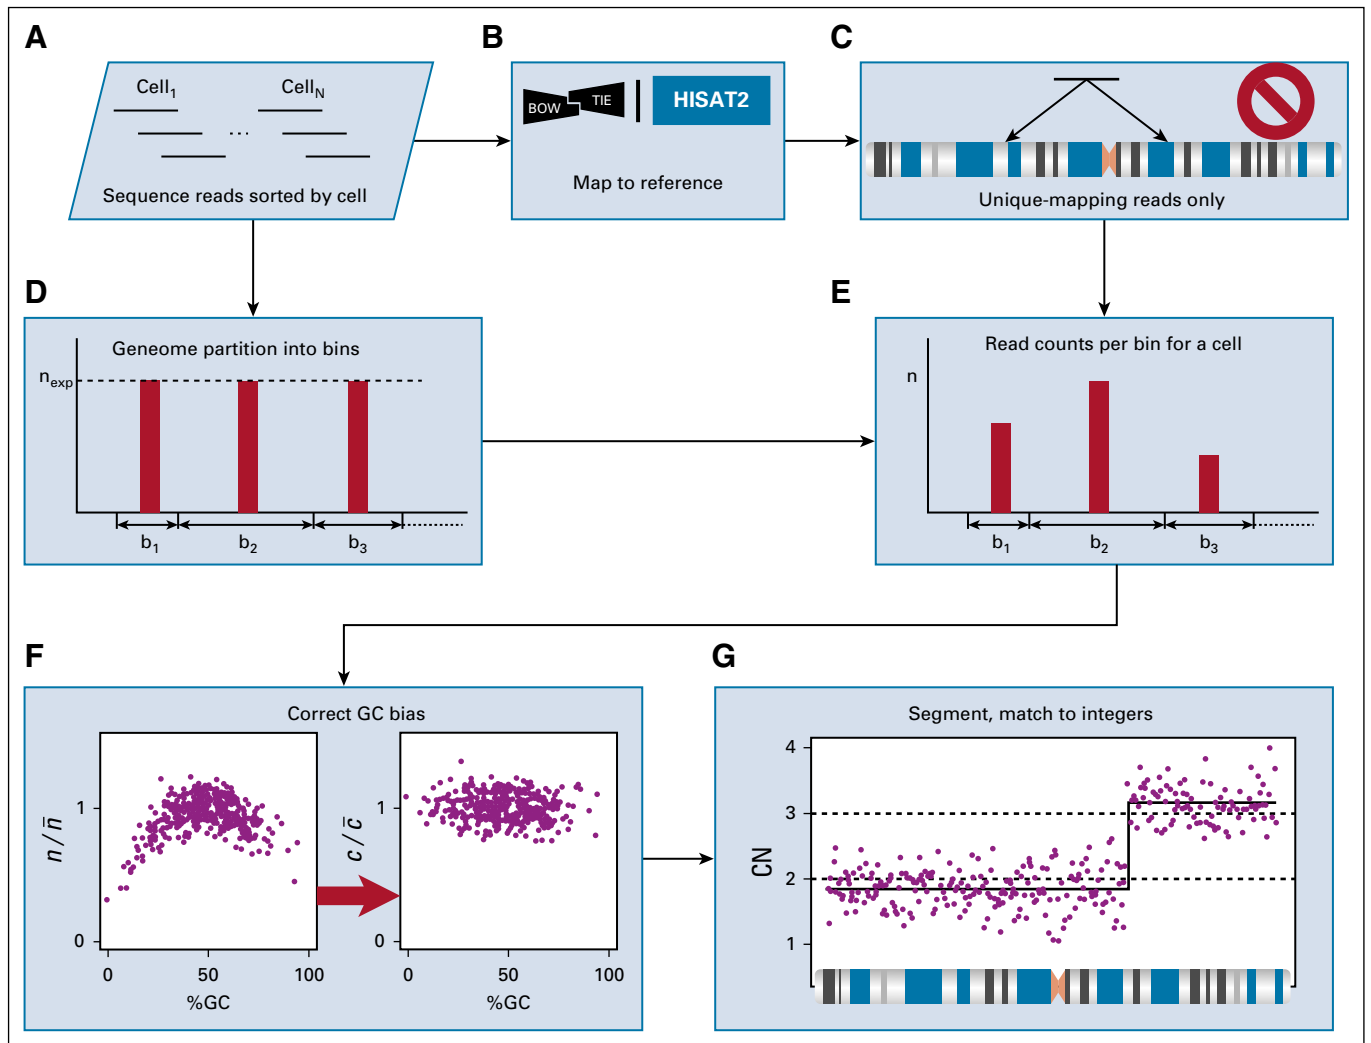 A
Cell1
CellN
...
Sequence reads sorted by cell
B
BOW TIE
HISAT2
Map to reference
C
Unique-mapping reads only
D
Geneome partition into bins
nexp
b1 b2 b3
E
Read counts per bin for a cell
n
b1 b2 b3
F
Correct GC bias
n/n̅
1
0
0 50 100
%GC
c/c̅
1
0
0 50 100
%GC
G
Segment, match to integers
CN
4
3
2
1